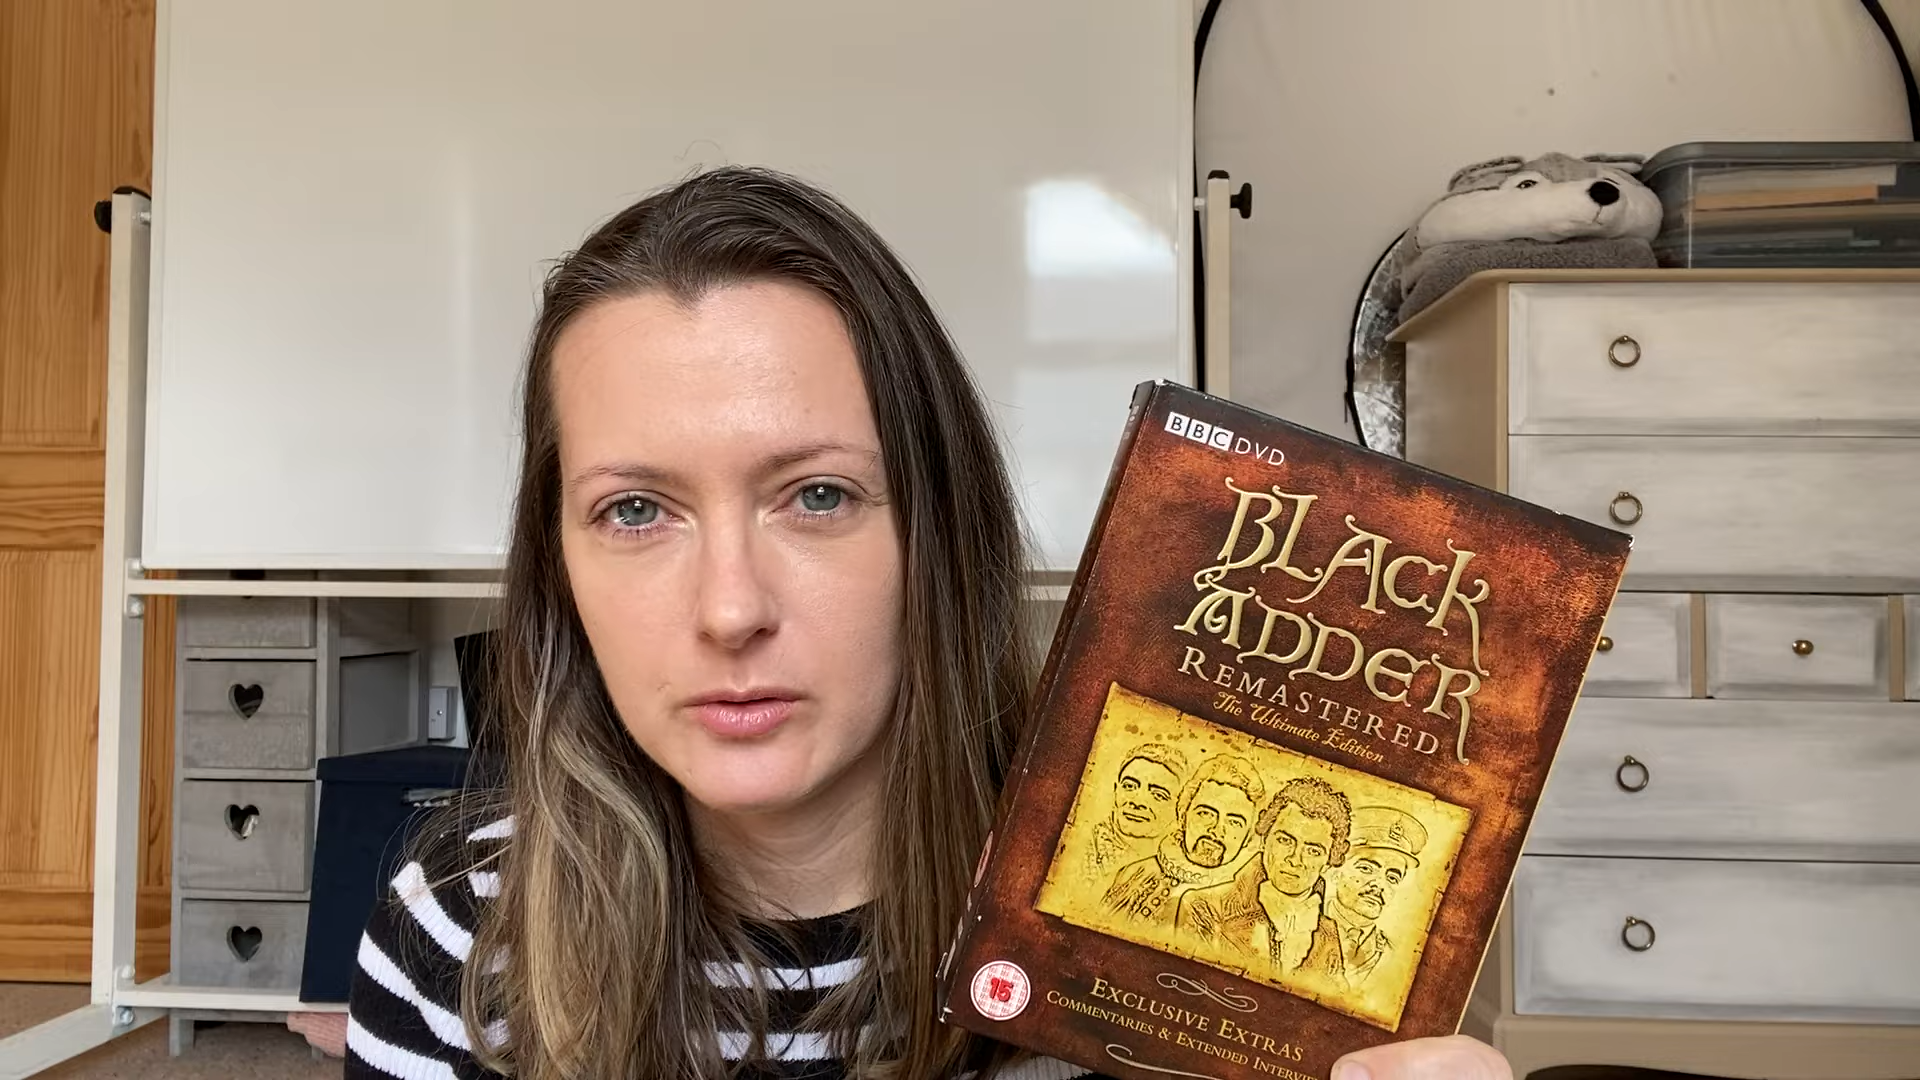 BBC DVD
BLACK
ADDER
REMASTERED
The Ultimate Edition
15
EXCLUSIVE EXTRAS
COMMENTARIES & EXTENDED